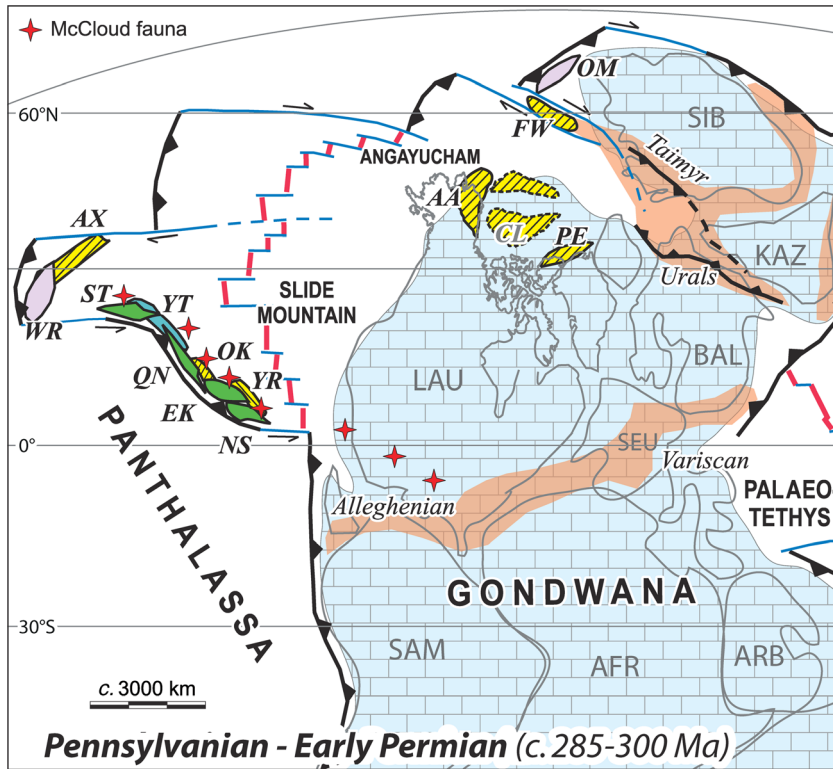 McCloud fauna
OM
60°N
SIB
FW
ANGAYUCHAM
Taimyr
AA
AX
CL
PE
KAZ
Urals
ST
YT
SLIDE
MOUNTAIN
WR
OK
BAL
QN
YR
LAU
EK
NS
0°
SEU
Variscan
PANTHALASSA
Alleghenian
PALAEO-
TETHYS
GONDWANA
30°S
SAM
AFR
ARB
c. 3000 km
Pennsylvanian - Early Permian (c. 285-300 Ma)